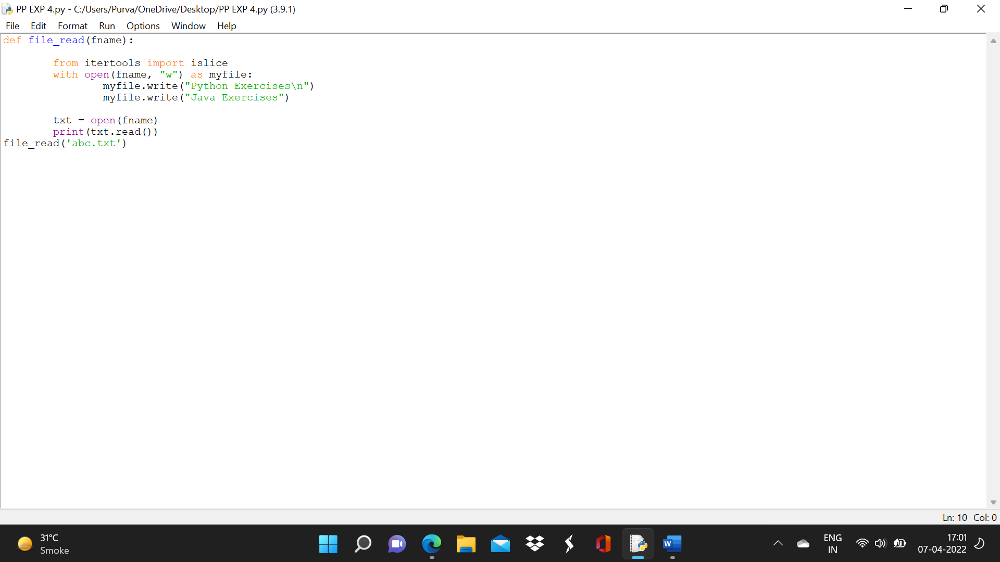 PP EXP 4.py - C:/Users/Purva/OneDrive/Desktop/PP EXP 4.py (3.9.1)
File Edit Format Run Options Window Help
def file_read(fname):
        from itertools import islice
        with open(fname, "w") as myfile:
                myfile.write("Python Exercises\n")
                myfile.write("Java Exercises")
        txt = open(fname)
        print(txt.read())
file_read('abc.txt')
Ln: 10 Col: 0
31°C
Smoke
W
ENG
IN
17:01
07-04-2022